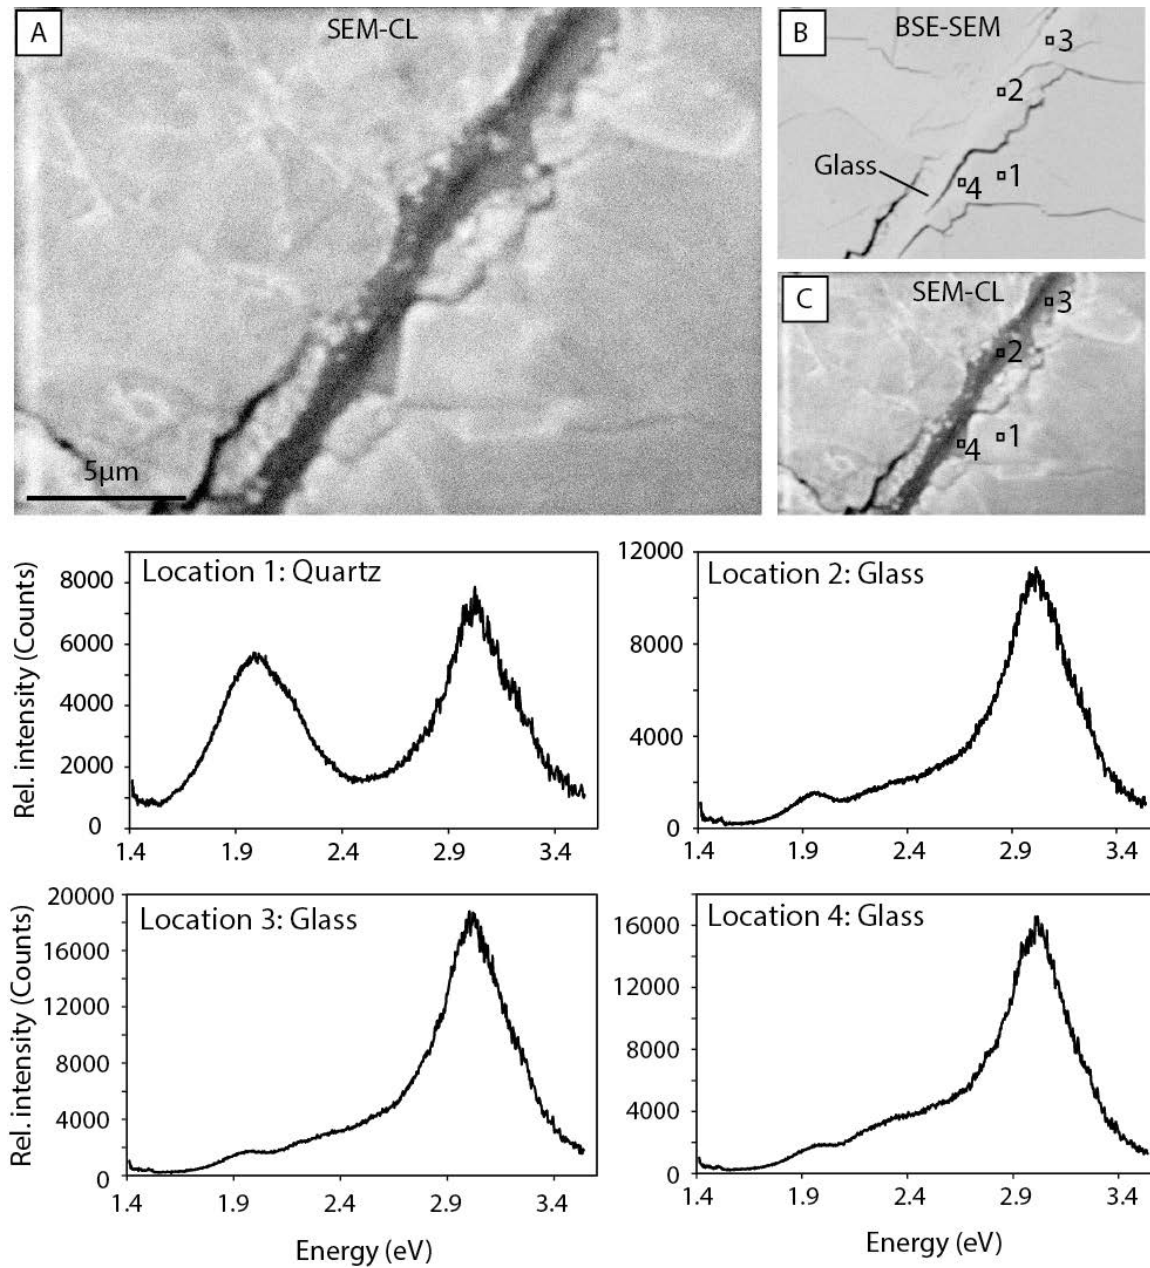 A
SEM-CL
5µm
B
BSE-SEM
3
2
1
4
Glass
C
SEM-CL
3
2
1
4
Location 1: Quartz
Rel. intensity (Counts)
8000
6000
4000
2000
0
1.4 1.9 2.4 2.9 3.4
Location 2: Glass
12000
8000
4000
0
1.4 1.9 2.4 2.9 3.4
Location 3: Glass
Rel. intensity (Counts)
20000
16000
12000
8000
4000
0
1.4 1.9 2.4 2.9 3.4
Energy (eV)
Location 4: Glass
16000
12000
8000
4000
0
1.4 1.9 2.4 2.9 3.4
Energy (eV)